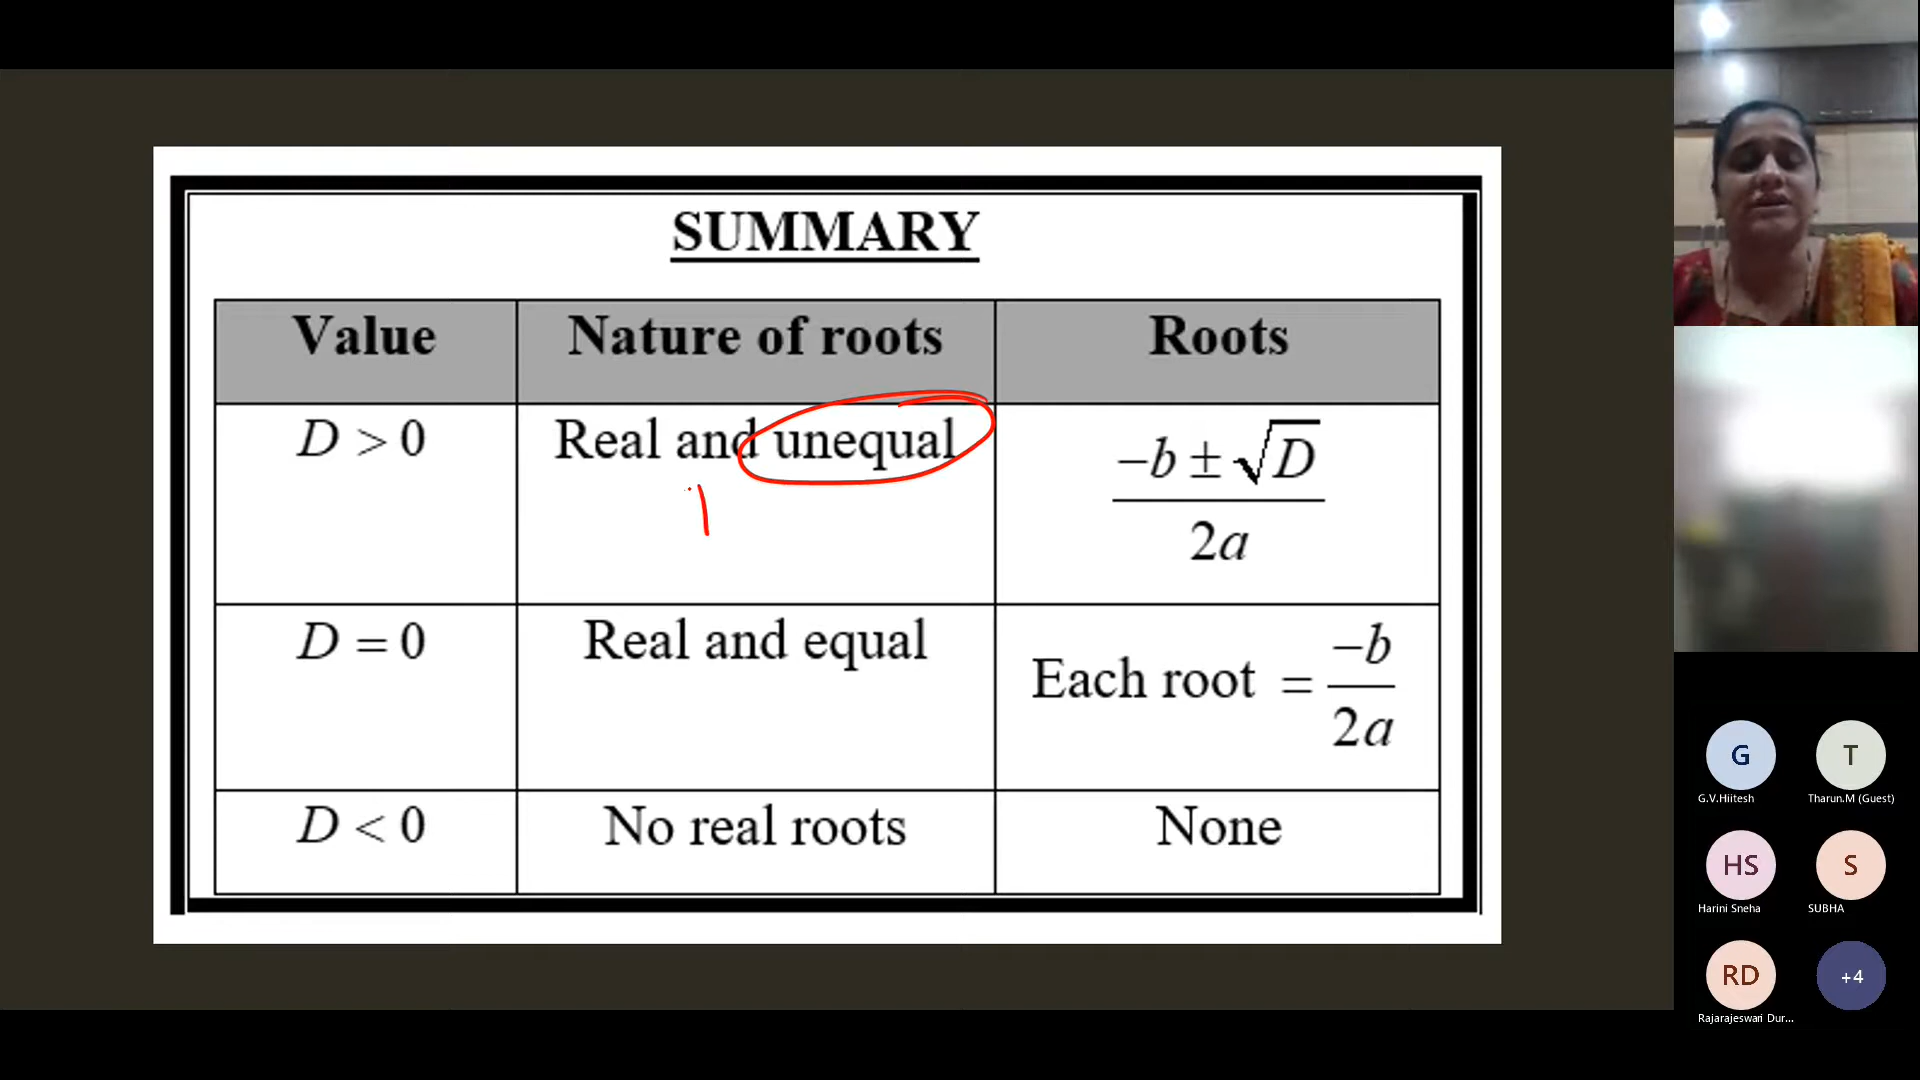 SUMMARY
Value Nature of roots Roots
D > 0 Real and unequal −b ± √D
2a
D = 0 Real and equal Each root = −b
2a
D < 0 No real roots None
G T
G.V.Hiitesh Tharun.M (Guest)
HS S
Harini Sneha SUBHA
RD +4
Rajarajeswari Dur...